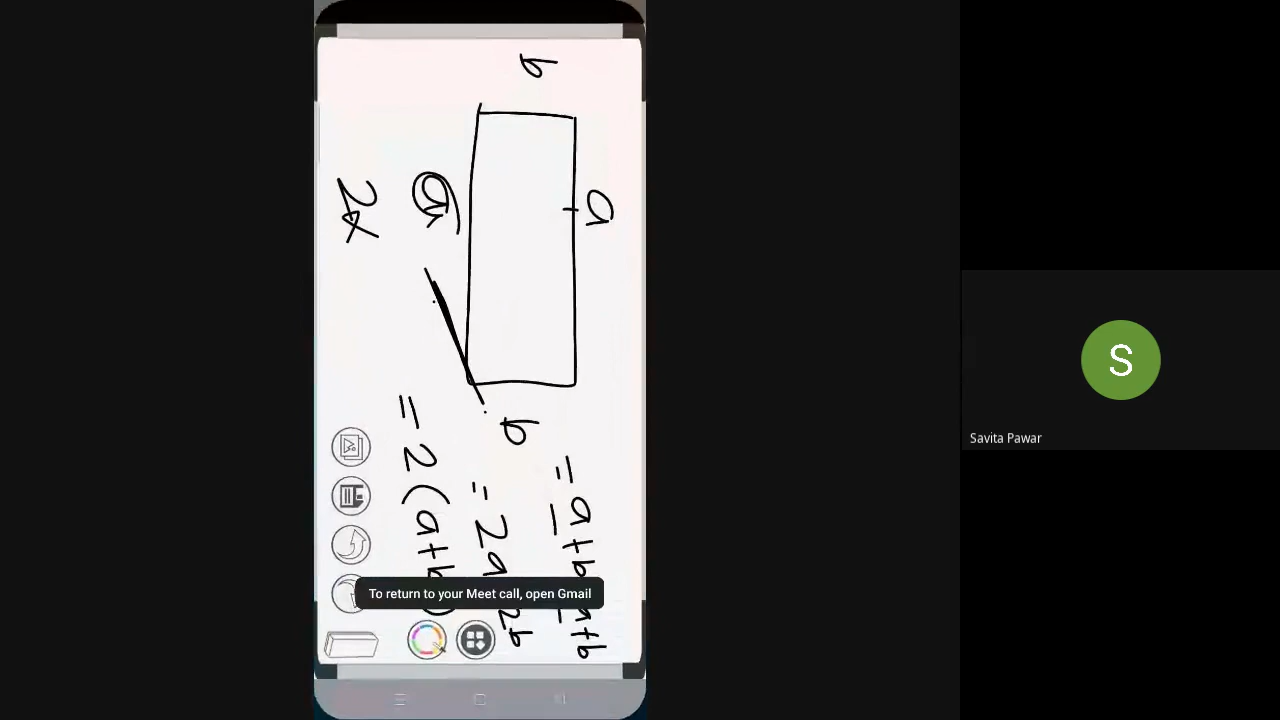 b
a
a
2x
b
= a+b+a+b
= 2a+2b
= 2(a+b)
To return to your Meet call, open Gmail
S
Savita Pawar